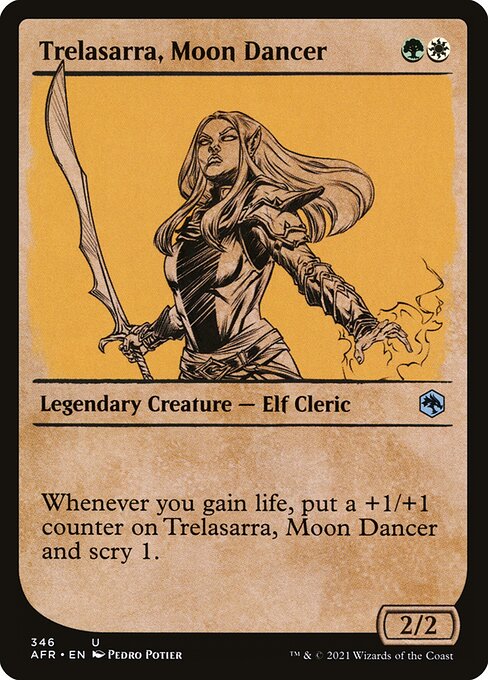 Trelasarra, Moon Dancer
Legendary Creature — Elf Cleric
Whenever you gain life, put a +1/+1
counter on Trelasarra, Moon Dancer
and scry 1.
2/2
346 U
AFR • EN Pedro Potier
™ & © 2021 Wizards of the Coast